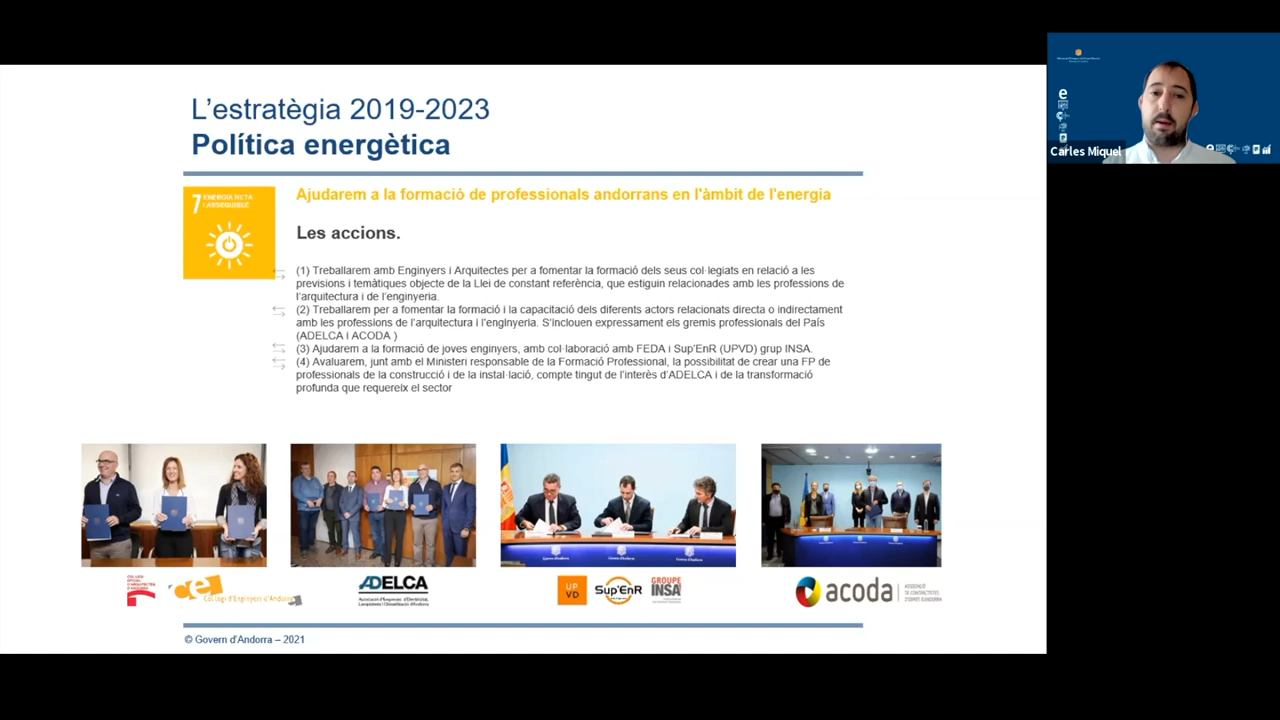 L'estratègia 2019-2023
Política energètica
7 ENERGIA NETA
I ASSEQUIBLE
Ajudarem a la formació de professionals andorrans en l'àmbit de l'energia
Les accions.
(1) Treballarem amb Enginyers i Arquitectes per a fomentar la formació dels seus col·legiats en relació a les
previsions i temàtiques objecte de la Llei de constant referència, que estiguin relacionades amb les professions de
l'arquitectura i de l'enginyeria.
(2) Treballarem per a fomentar la formació i la capacitació dels diferents actors relacionats directa o indirectament
amb les professions de l'arquitectura i l'enginyeria. S'inclouen expressament els gremis professionals del País
(ADELCA i ACODA )
(3) Ajudarem a la formació de joves enginyers, amb col·laboració amb FEDA i Sup'EnR (UPVD) grup INSA.
(4) Avaluarem, junt amb el Ministeri responsable de la Formació Professional, la possibilitat de crear una FP de
professionals de la construcció i de la instal·lació, compte tingut de l'interès d'ADELCA i de la transformació
profunda que requereix el sector
Col·legi d'Enginyers d'Andorra
ADELCA
UP
VD
Sup'EnR
GROUPE
INSA
acoda
© Govern d'Andorra – 2021
Carles Miquel